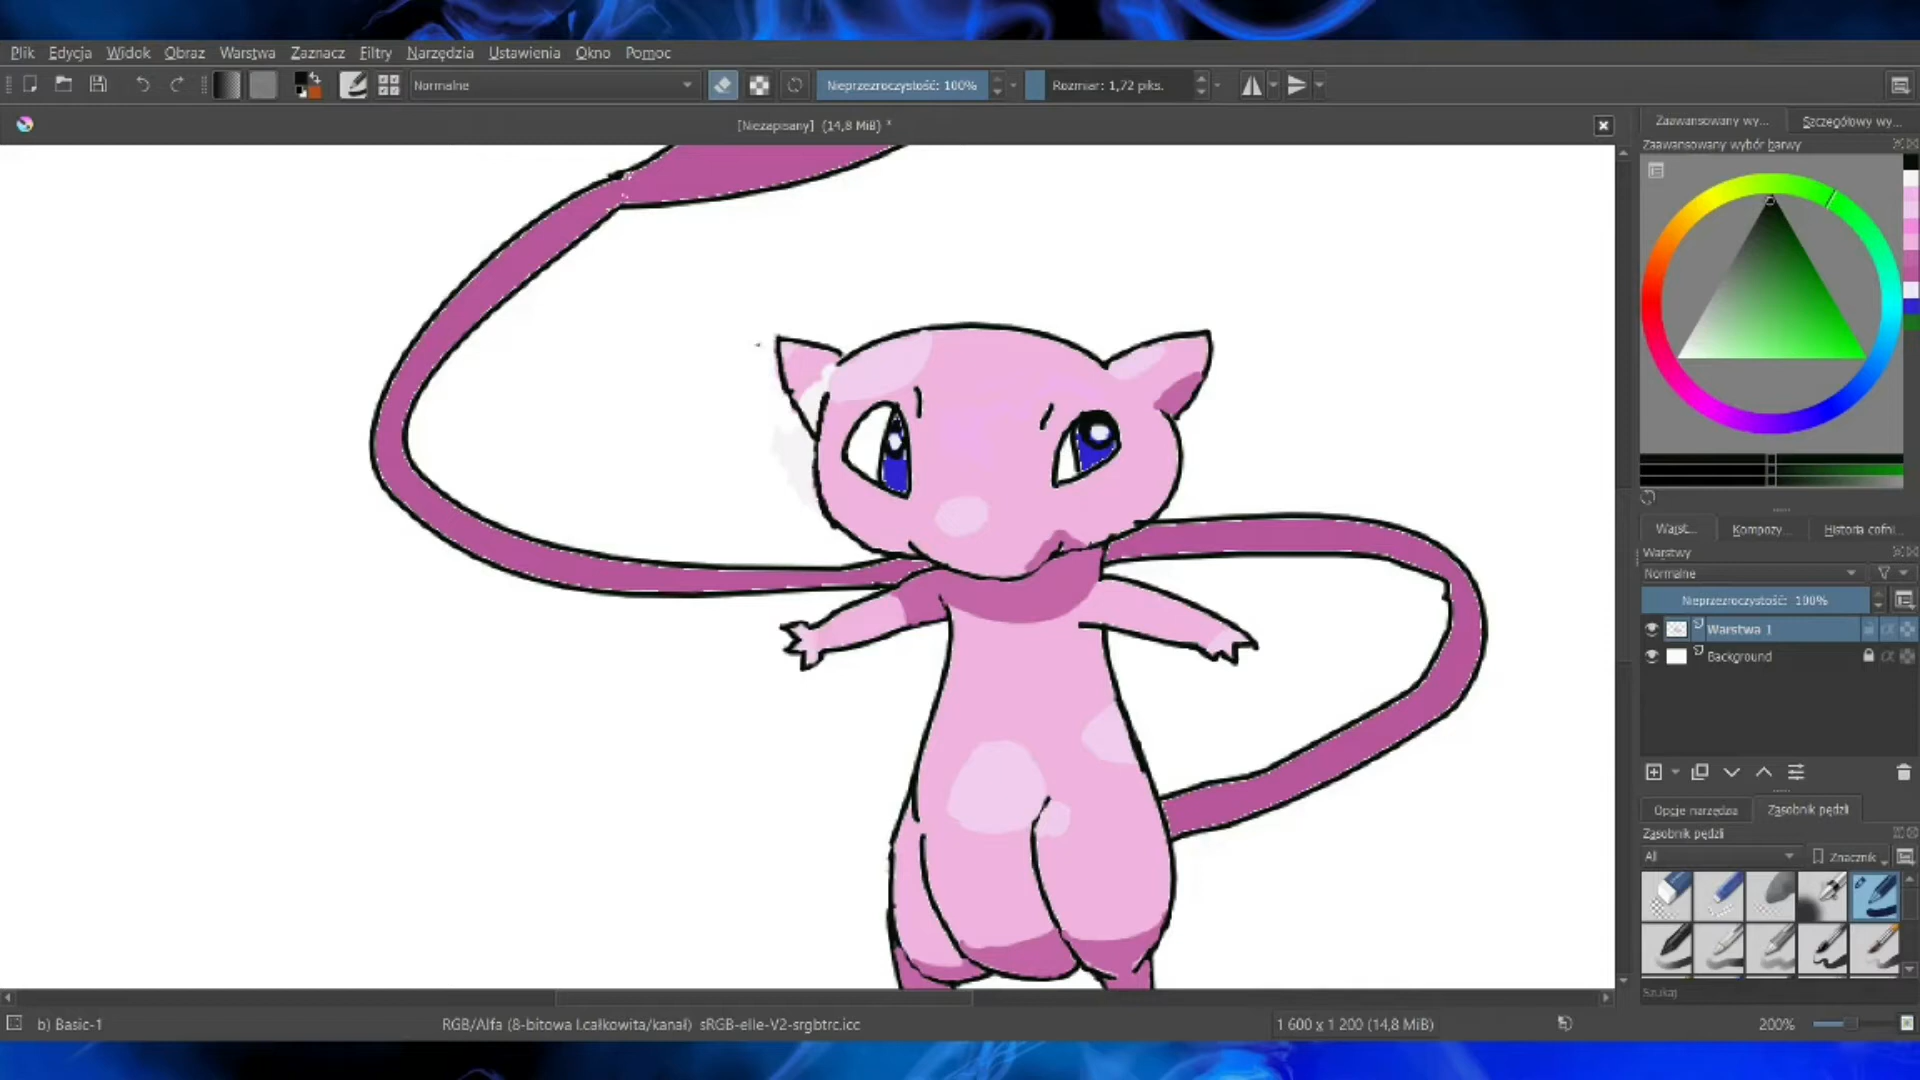 Plik Edycja Widok Obraz Warstwa Zaznacz Filtry Narzędzia Ustawienia Okno Pomoc
Normalne Nieprzezroczystość: 100% Rozmiar: 1,72 piks.
[Niezapisany] (14,8 MiB) *
Zaawansowany wy... Szczegółowy wy...
Zaawansowany wybór barwy
Warst... Kompozy... Historia cofni...
Warstwy
Normalne
Nieprzezroczystość: 100%
Warstwa 1
Background
Opcje narzędzia Zasobnik pędzli
Zasobnik pędzli
All Znacznik
Szukaj
b) Basic-1 RGB/Alfa (8-bitowa l.całkowita/kanał) sRGB-elle-V2-srgbtrc.icc 1 600 x 1 200 (14,8 MiB) 200%